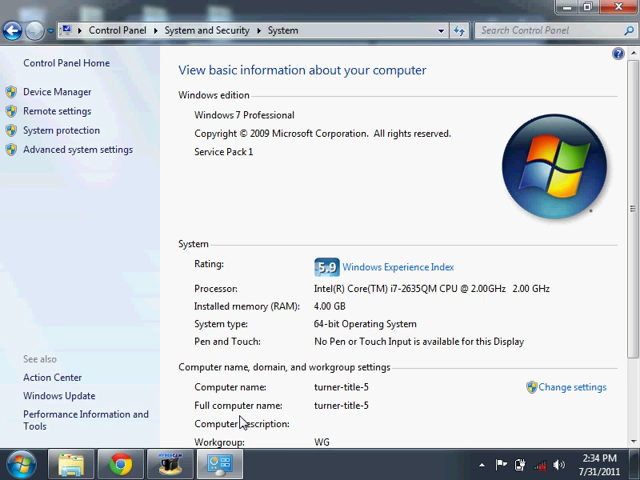 Control Panel ▸ System and Security ▸ System
Search Control Panel
Control Panel Home
Device Manager
Remote settings
System protection
Advanced system settings
See also
Action Center
Windows Update
Performance Information and
Tools
View basic information about your computer
Windows edition
Windows 7 Professional
Copyright © 2009 Microsoft Corporation. All rights reserved.
Service Pack 1
System
Rating: 5.9 Windows Experience Index
Processor: Intel(R) Core(TM) i7-2635QM CPU @ 2.00GHz 2.00 GHz
Installed memory (RAM): 4.00 GB
System type: 64-bit Operating System
Pen and Touch: No Pen or Touch Input is available for this Display
Computer name, domain, and workgroup settings
Computer name: turner-title-5 Change settings
Full computer name: turner-title-5
Computer description:
Workgroup: WG
2:34 PM
7/31/2011